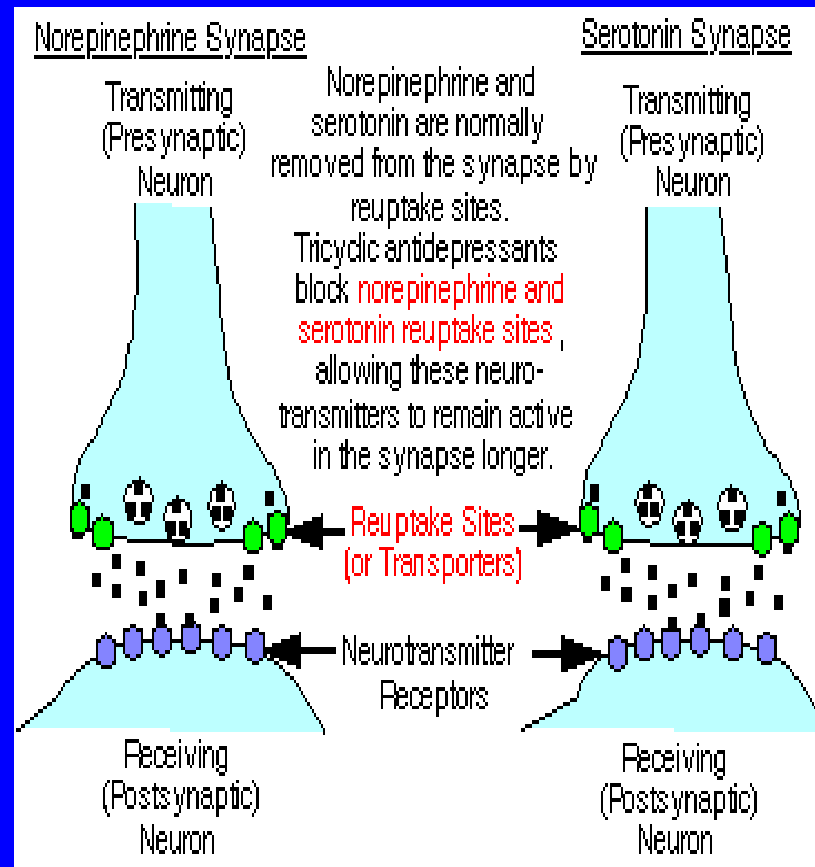 Norepinephrine Synapse
Serotonin Synapse
Transmitting
(Presynaptic)
Neuron
Norepinephrine and
serotonin are normally
removed from the synapse by
reuptake sites.
Tricyclic antidepressants
block norepinephrine and
serotonin reuptake sites ,
allowing these neuro-
transmitters to remain active
in the synapse longer.
Transmitting
(Presynaptic)
Neuron
Reuptake Sites
(or Transporters)
Neurotransmitter
Receptors
Receiving
(Postsynaptic)
Neuron
Receiving
(Postsynaptic)
Neuron